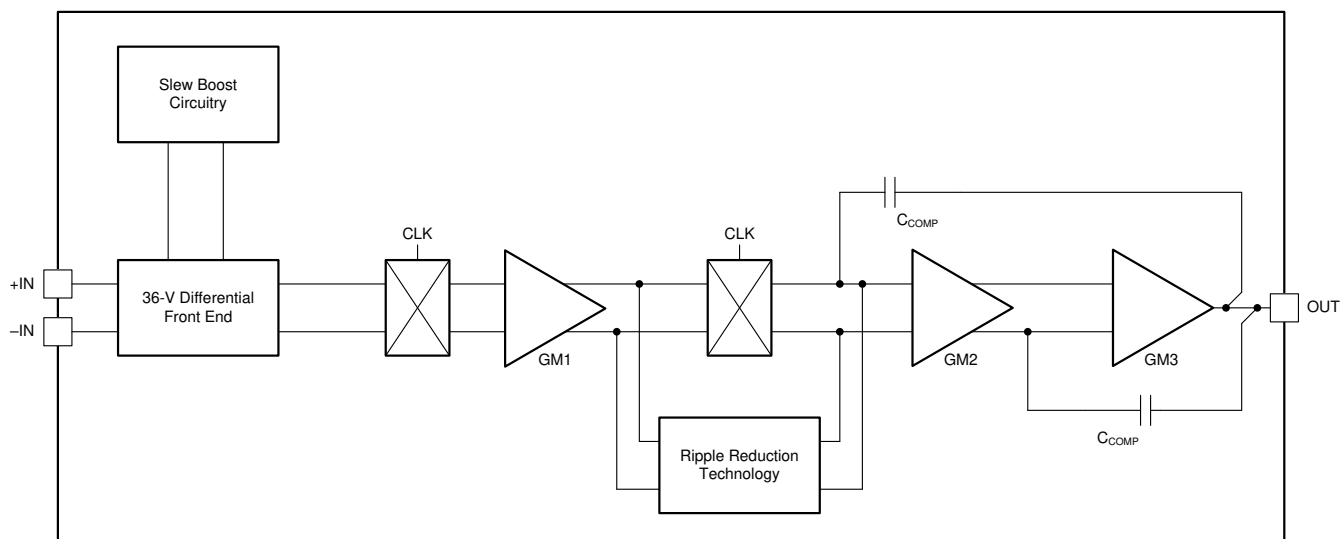 Slew Boost
Circuitry
C_COMP
CLK
CLK
+IN
36-V Differential
Front End
–IN
OUT
GM1
GM2
GM3
C_COMP
Ripple Reduction
Technology